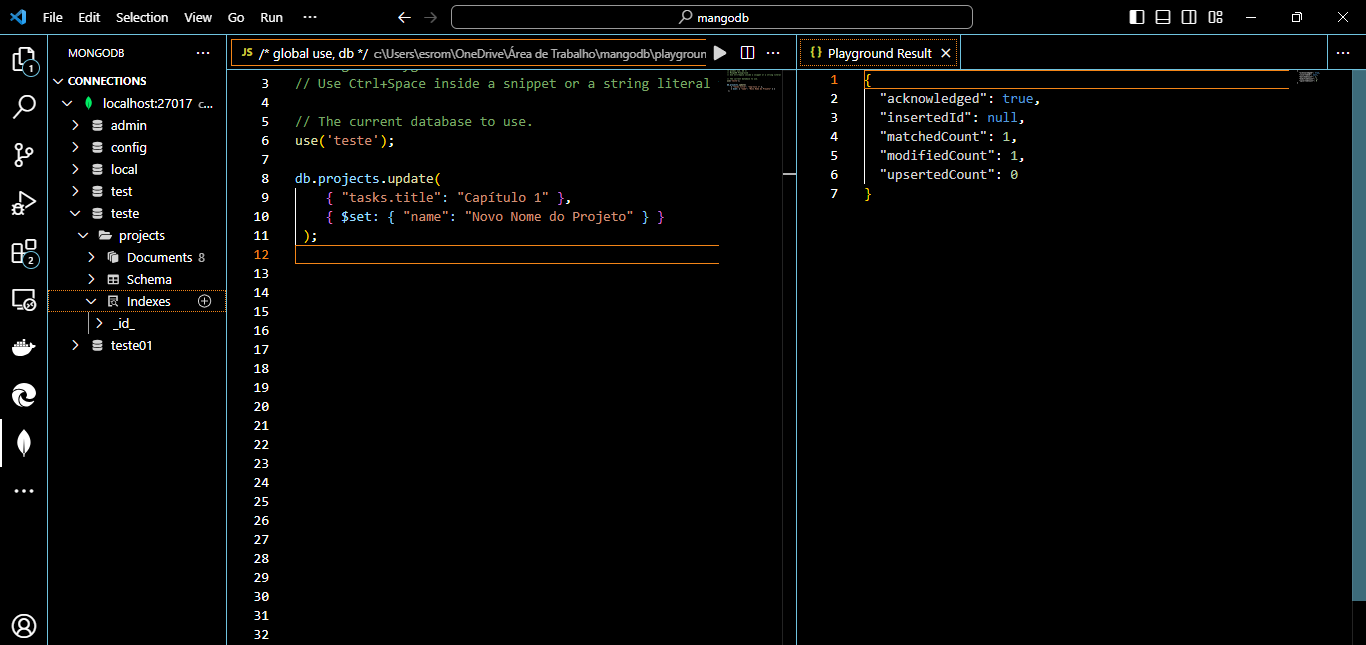 File Edit Selection View Go Run ···
mangodb
1
2
MONGODB ···
CONNECTIONS
localhost:27017 c...
admin
config
local
test
teste
projects
Documents 8
Schema
Indexes
_id_
teste01
JS /* global use, db */ c:\Users\esrom\OneDrive\Área de Trabalho\mangodb\playgroun
3 // Use Ctrl+Space inside a snippet or a string literal
4
5 // The current database to use.
6 use('teste');
7
8 db.projects.update(
9 { "tasks.title": "Capítulo 1" },
10 { $set: { "name": "Novo Nome do Projeto" } }
11 );
12
13
14
15
16
17
18
19
20
21
22
23
24
25
26
27
28
29
30
31
32
{} Playground Result
1 {
2 "acknowledged": true,
3 "insertedId": null,
4 "matchedCount": 1,
5 "modifiedCount": 1,
6 "upsertedCount": 0
7 }